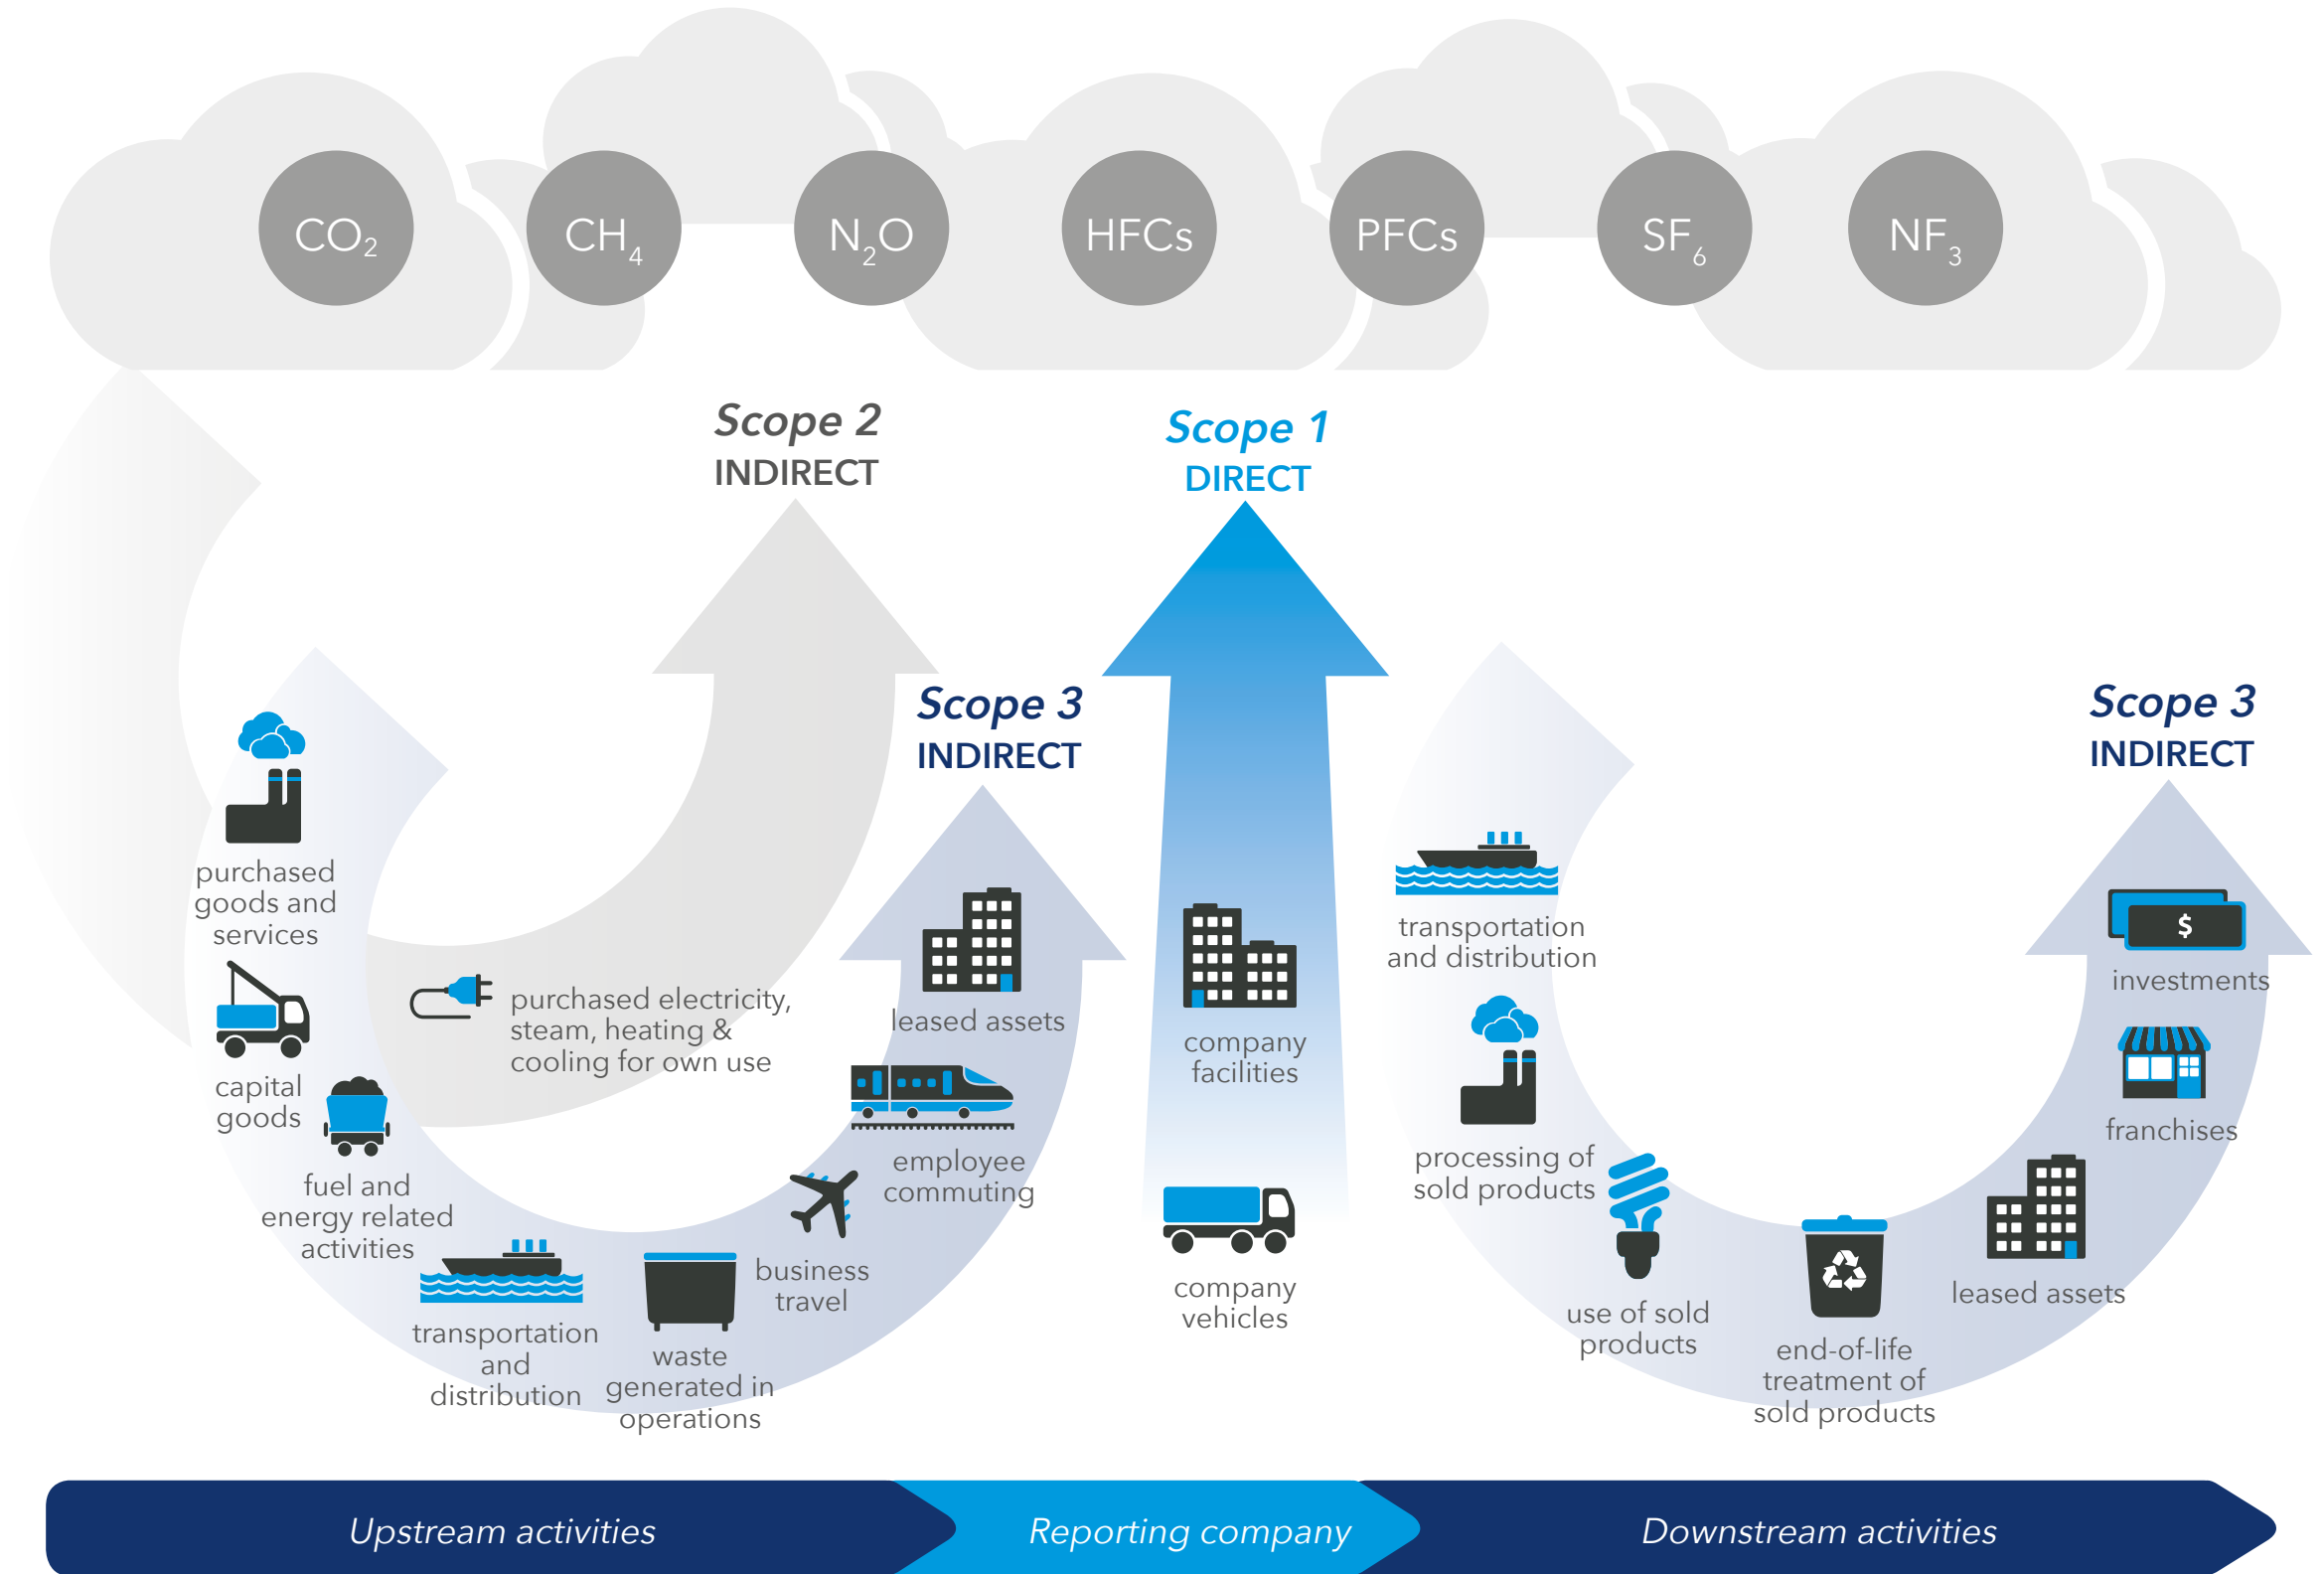 CO₂
CH₄
N₂O
HFCs
PFCs
SF₆
NF₃
Scope 2
INDIRECT
Scope 1
DIRECT
Scope 3
INDIRECT
Scope 3
INDIRECT
purchased
goods and
services
capital
goods
fuel and
energy related
activities
purchased electricity,
steam, heating &
cooling for own use
transportation
and
distribution
waste
generated in
operations
business
travel
employee
commuting
leased assets
company
facilities
company
vehicles
transportation
and distribution
processing of
sold products
use of sold
products
end-of-life
treatment of
sold products
leased assets
franchises
$
investments
Upstream activities
Reporting company
Downstream activities